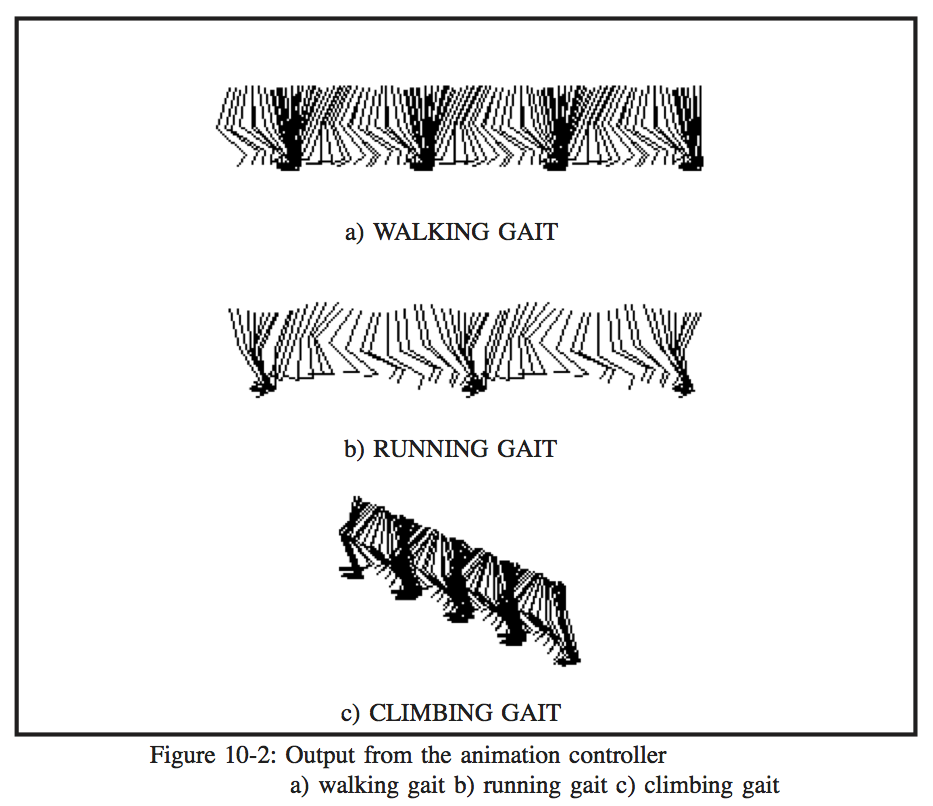 a) WALKING GAIT
b) RUNNING GAIT
c) CLIMBING GAIT
Figure 10-2: Output from the animation controller
a) walking gait b) running gait c) climbing gait